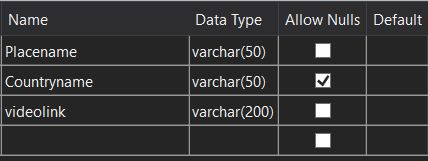 Name Data Type Allow Nulls Default
Placename varchar(50)
Countryname varchar(50)
videolink varchar(200)